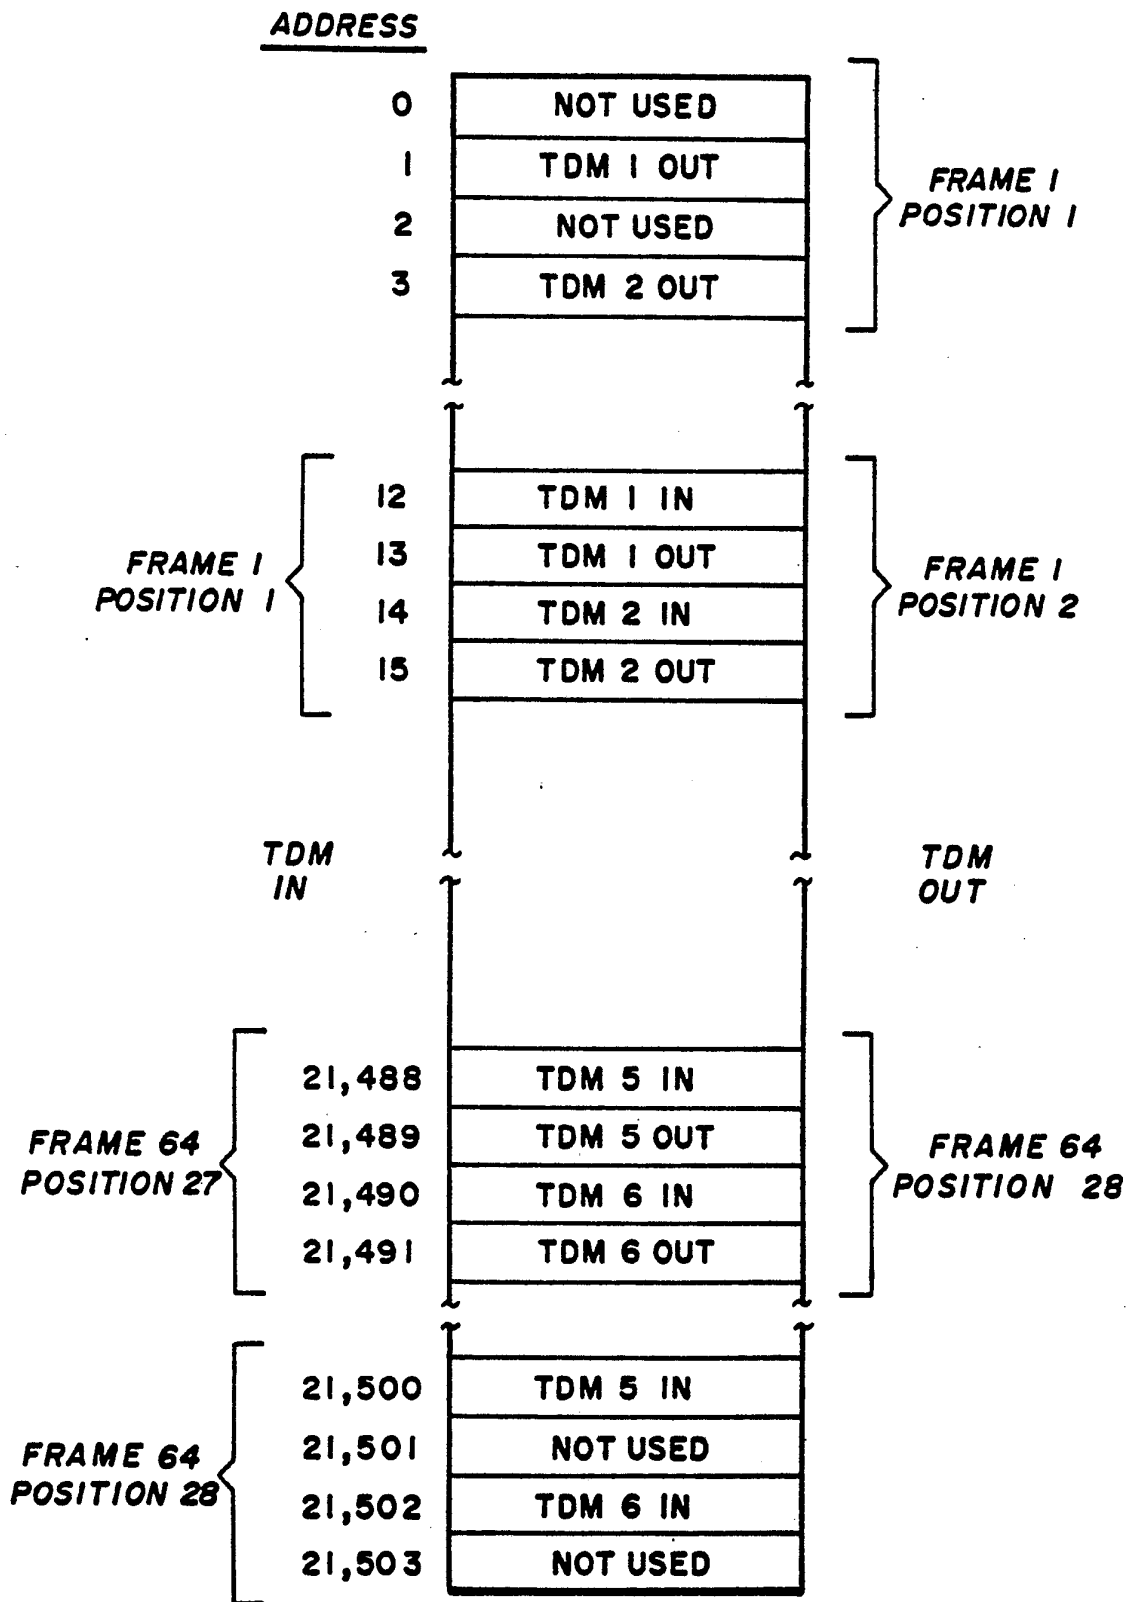 ADDRESS
0 NOT USED
1 TDM 1 OUT
2 NOT USED
3 TDM 2 OUT
FRAME 1
POSITION 1
12 TDM 1 IN
13 TDM 1 OUT
14 TDM 2 IN
15 TDM 2 OUT
FRAME 1
POSITION 1
FRAME 1
POSITION 2
TDM
IN
TDM
OUT
21,488 TDM 5 IN
21,489 TDM 5 OUT
21,490 TDM 6 IN
21,491 TDM 6 OUT
FRAME 64
POSITION 27
FRAME 64
POSITION 28
21,500 TDM 5 IN
21,501 NOT USED
21,502 TDM 6 IN
21,503 NOT USED
FRAME 64
POSITION 28